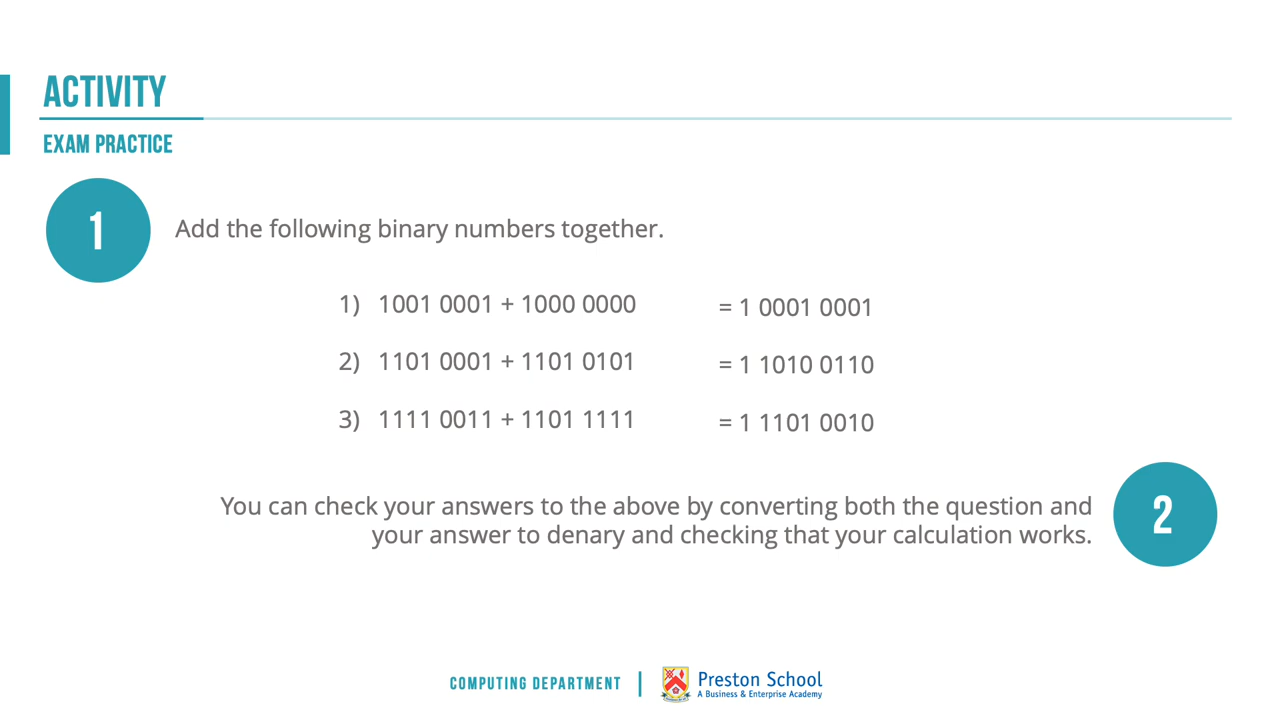 ACTIVITY
EXAM PRACTICE
1
Add the following binary numbers together.
1) 1001 0001 + 1000 0000 = 1 0001 0001
2) 1101 0001 + 1101 0101 = 1 1010 0110
3) 1111 0011 + 1101 1111 = 1 1101 0010
You can check your answers to the above by converting both the question and
your answer to denary and checking that your calculation works.
2
COMPUTING DEPARTMENT
Preston School
A Business & Enterprise Academy